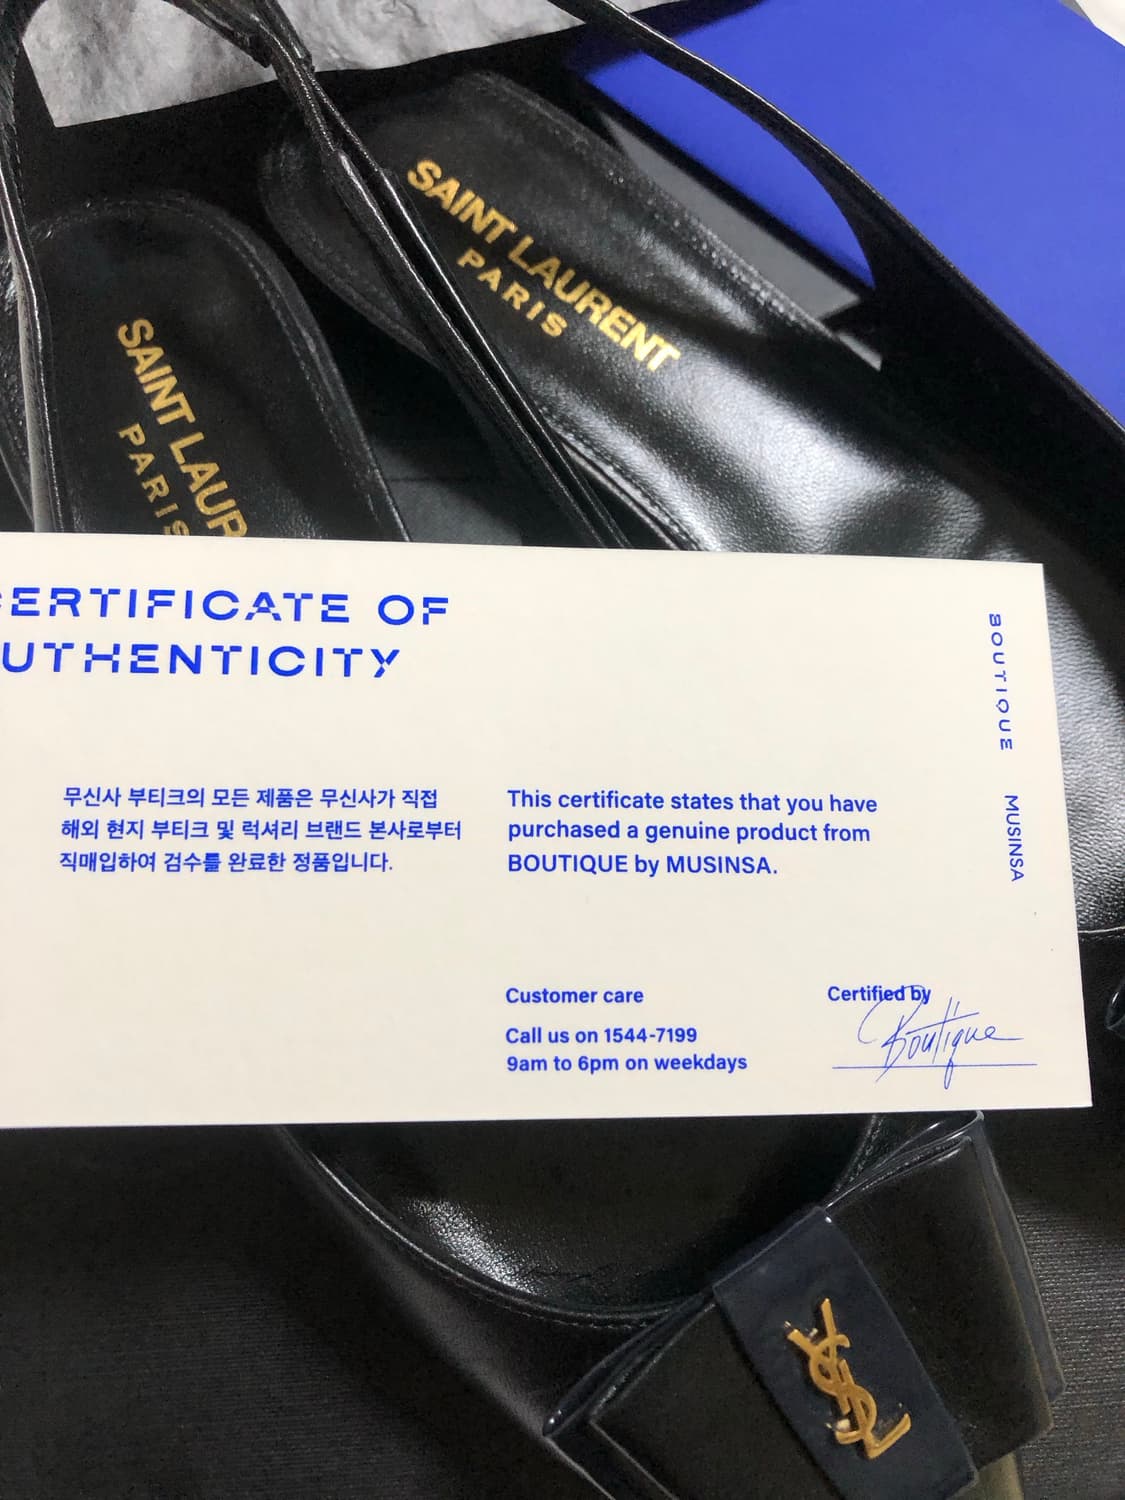 SAINT LAURENT
PARIS
SAINT LAUR
PARIS
CERTIFICATE OF
UTHENTICITY
무신사 부티크의 모든 제품은 무신사가 직접
해외 현지 부티크 및 럭셔리 브랜드 본사로부터
직매입하여 검수를 완료한 정품입니다.
This certificate states that you have
purchased a genuine product from
BOUTIQUE by MUSINSA.
Customer care
Call us on 1544-7199
9am to 6pm on weekdays
Certified by
Boutique
BOUTIQUE MUSINSA
YSL